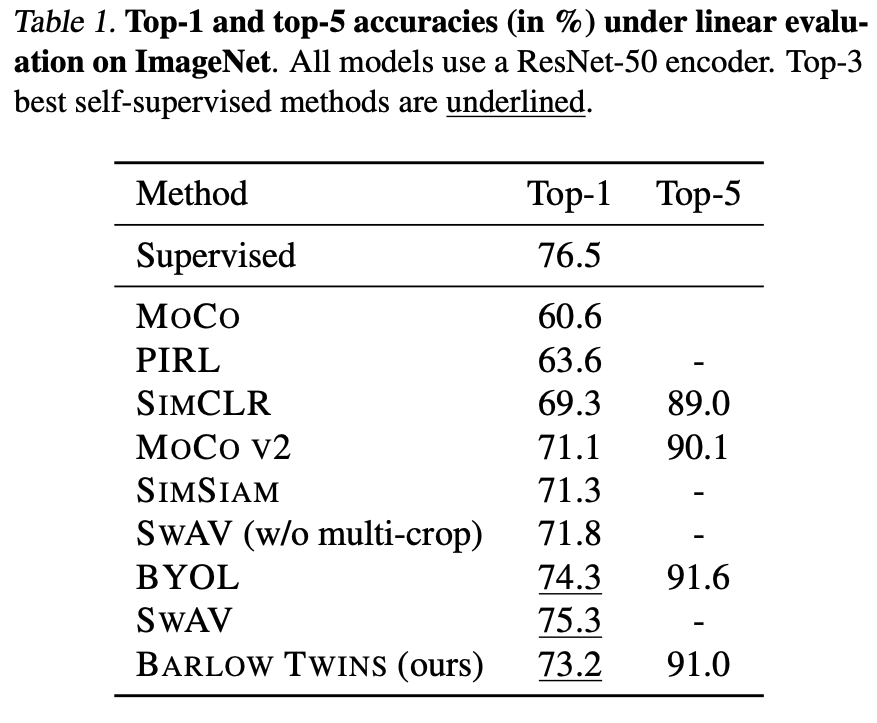 Table 1. Top-1 and top-5 accuracies (in %) under linear evalu-
ation on ImageNet. All models use a ResNet-50 encoder. Top-3
best self-supervised methods are underlined.
Method Top-1 Top-5
Supervised 76.5
MOCO 60.6
PIRL 63.6 -
SIMCLR 69.3 89.0
MOCO V2 71.1 90.1
SIMSIAM 71.3 -
SWAV (w/o multi-crop) 71.8 -
BYOL 74.3 91.6
SWAV 75.3 -
BARLOW TWINS (ours) 73.2 91.0